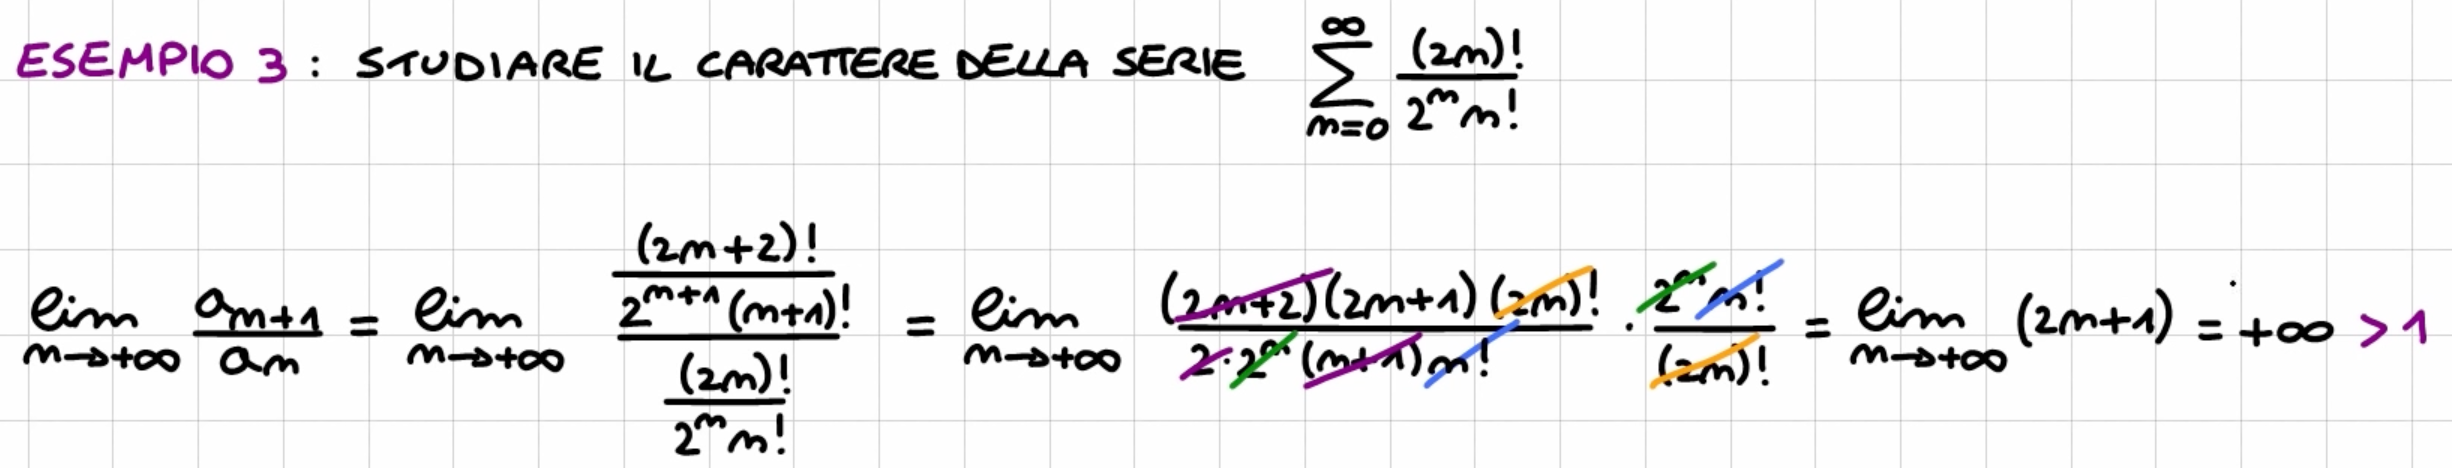 ESEMPIO 3 : STUDIARE IL CARATTERE DELLA SERIE $\sum_{n=0}^{\infty} \frac{(2n)!}{2^n n!}$
$\lim_{n \to +\infty} \frac{a_{n+1}}{a_n} = \lim_{n \to +\infty} \frac{\frac{(2n+2)!}{2^{n+1}(n+1)!}}{\frac{(2n)!}{2^n n!}} = \lim_{n \to +\infty} \frac{(2n+2)(2n+1)(2n)!}{2 \cdot 2^n (n+1) n!} \cdot \frac{2^n n!}{(2n)!} = \lim_{n \to +\infty} (2n+1) = +\infty > 1$